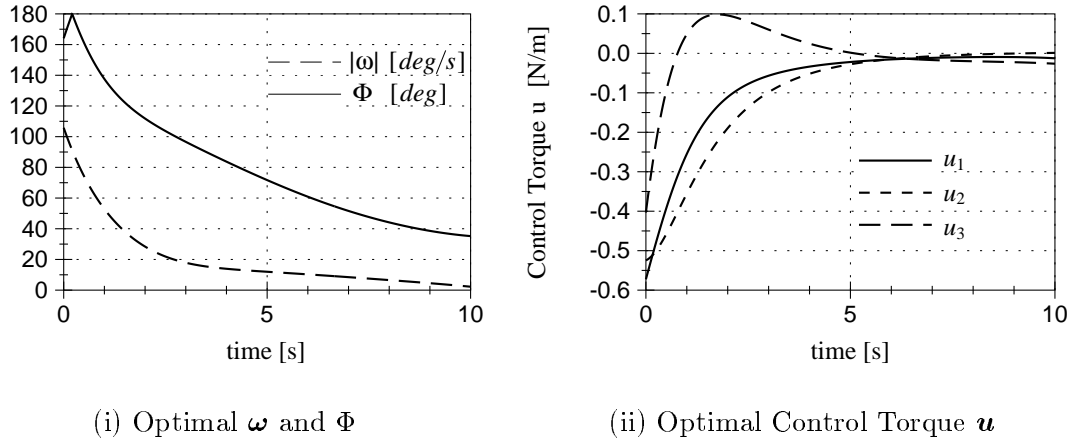 180
160
140
120
100
80
60
40
20
0
|ω| [deg/s]
Φ [deg]
0
5
10
time [s]
(i) Optimal ω and Φ
Control Torque u [N/m]
0.1
0.0
-0.1
-0.2
-0.3
-0.4
-0.5
-0.6
u1
u2
u3
0
5
10
time [s]
(ii) Optimal Control Torque u